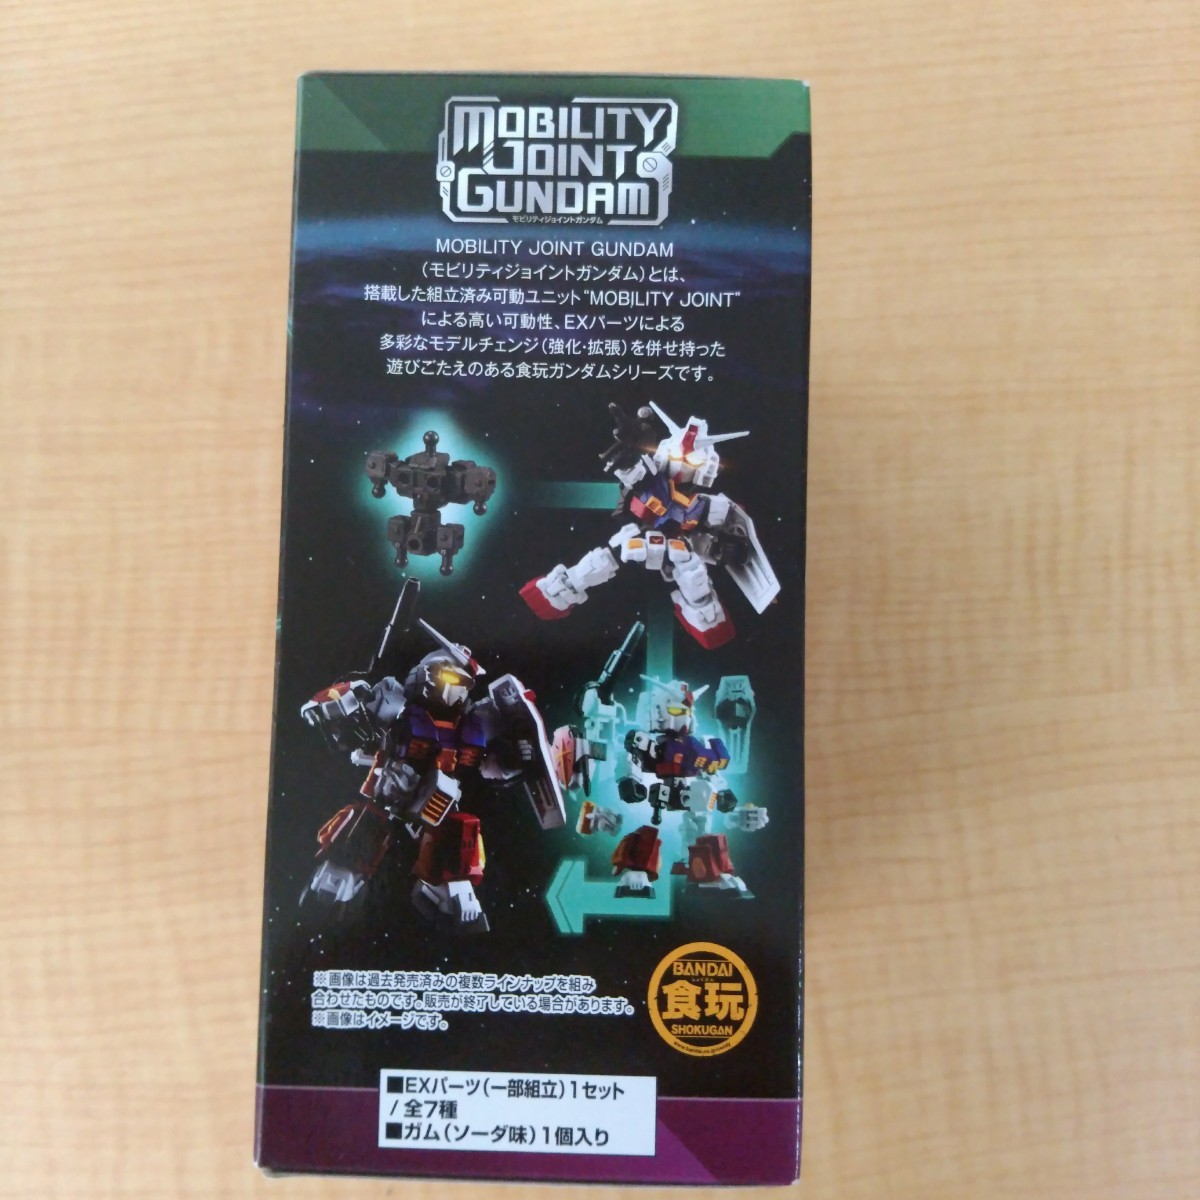 MOBILITY
JOINT
GUNDAM
モビリティジョイントガンダム
MOBILITY JOINT GUNDAM
（モビリティジョイントガンダム）とは、
搭載した組立済み可動ユニット"MOBILITY JOINT"
による高い可動性、EXパーツによる
多彩なモデルチェンジ（強化・拡張）を併せ持った
遊びごたえのある食玩ガンダムシリーズです。
※画像は過去発売済みの複数ラインナップを組み
合わせたものです。販売が終了している場合があります。
※画像はイメージです。
BANDAI
しょくがん
食玩
SHOKUGAN
www.bandai.co.jp/candy
■EXパーツ（一部組立）1セット
/ 全7種
■ガム（ソーダ味）1個入り